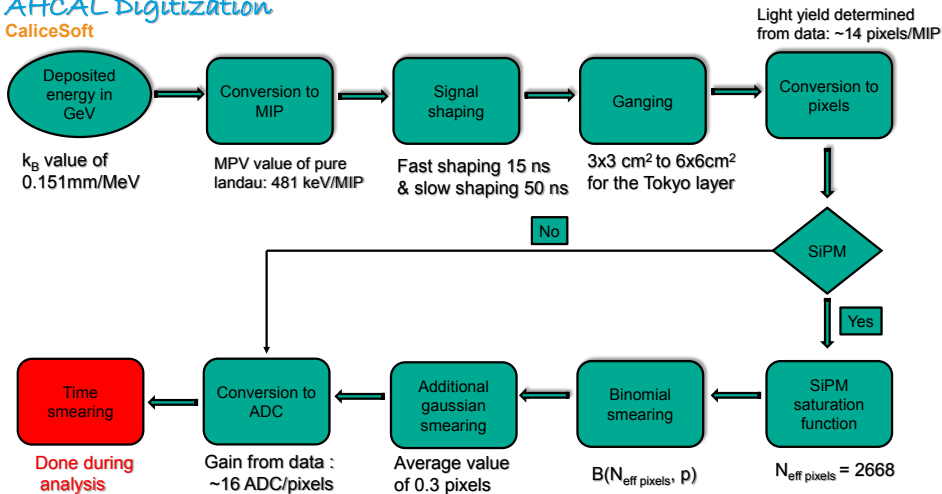 AHCAL Digitization
CaliceSoft
Light yield determined
from data: ~14 pixels/MIP
Deposited
energy in
GeV
Conversion to
MIP
Signal
shaping
Ganging
Conversion to
pixels
k_B value of
0.151mm/MeV
MPV value of pure
landau: 481 keV/MIP
Fast shaping 15 ns
& slow shaping 50 ns
3x3 cm² to 6x6cm²
for the Tokyo layer
No
SiPM
Yes
Time
smearing
Conversion to
ADC
Additional
gaussian
smearing
Binomial
smearing
SiPM
saturation
function
Done during
analysis
Gain from data :
~16 ADC/pixels
Average value
of 0.3 pixels
B(N_eff pixels, p)
N_eff pixels = 2668